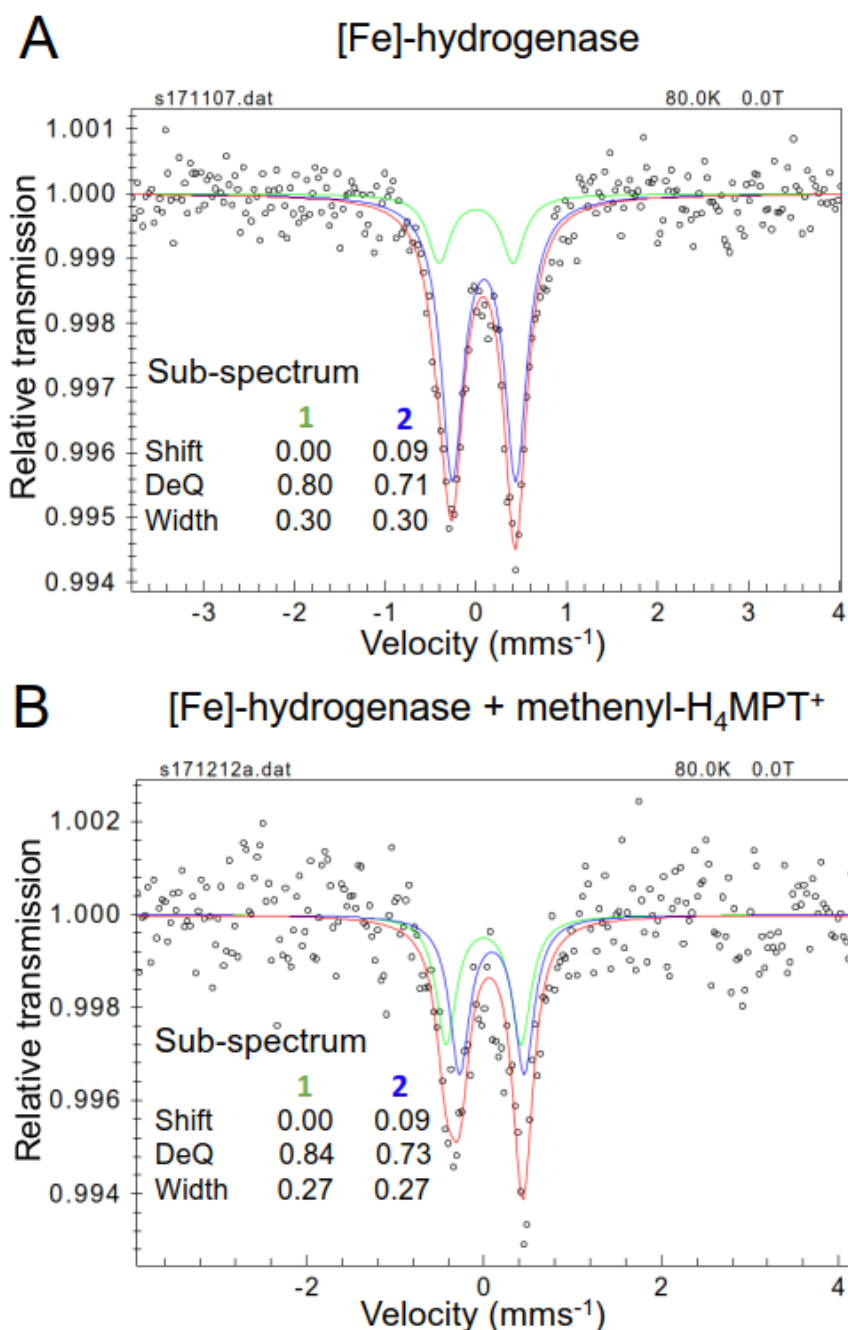 A [Fe]-hydrogenase
s171107.dat 80.0K 0.0T
1.001
1.000
0.999
0.998
0.997
0.996
0.995
0.994
Relative transmission
Sub-spectrum
1 2
Shift 0.00 0.09
DeQ 0.80 0.71
Width 0.30 0.30
-3 -2 -1 0 1 2 3 4
Velocity (mms⁻¹)
B [Fe]-hydrogenase + methenyl-H₄MPT⁺
s171212a.dat 80.0K 0.0T
1.002
1.000
0.998
0.996
0.994
Relative transmission
Sub-spectrum
1 2
Shift 0.00 0.09
DeQ 0.84 0.73
Width 0.27 0.27
-2 0 2 4
Velocity (mms⁻¹)